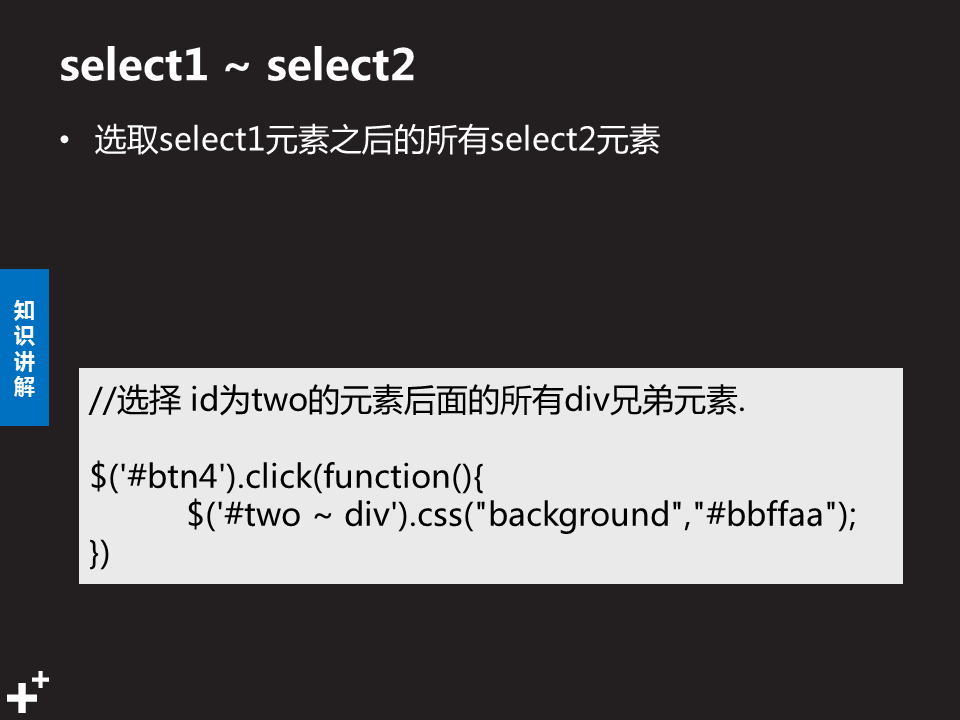 select1 ~ select2
• 选取select1元素之后的所有select2元素
知
识
讲
解
//选择 id为two的元素后面的所有div兄弟元素.
$('#btn4').click(function(){
$('#two ~ div').css("background","#bbffaa");
})